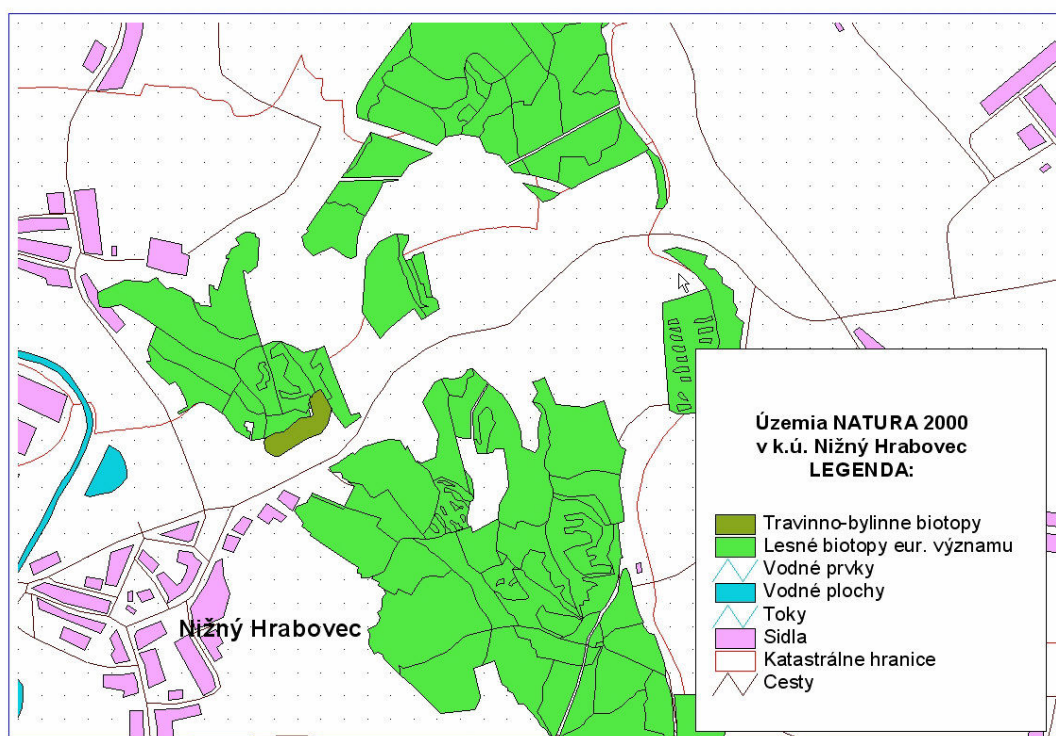 Územia NATURA 2000
v k.ú. Nižný Hrabovec
LEGENDA:
Travinno-bylinne biotopy
Lesné biotopy eur. významu
Vodné prvky
Vodné plochy
Toky
Sidla
Katastrálne hranice
Cesty
Nižný Hrabovec